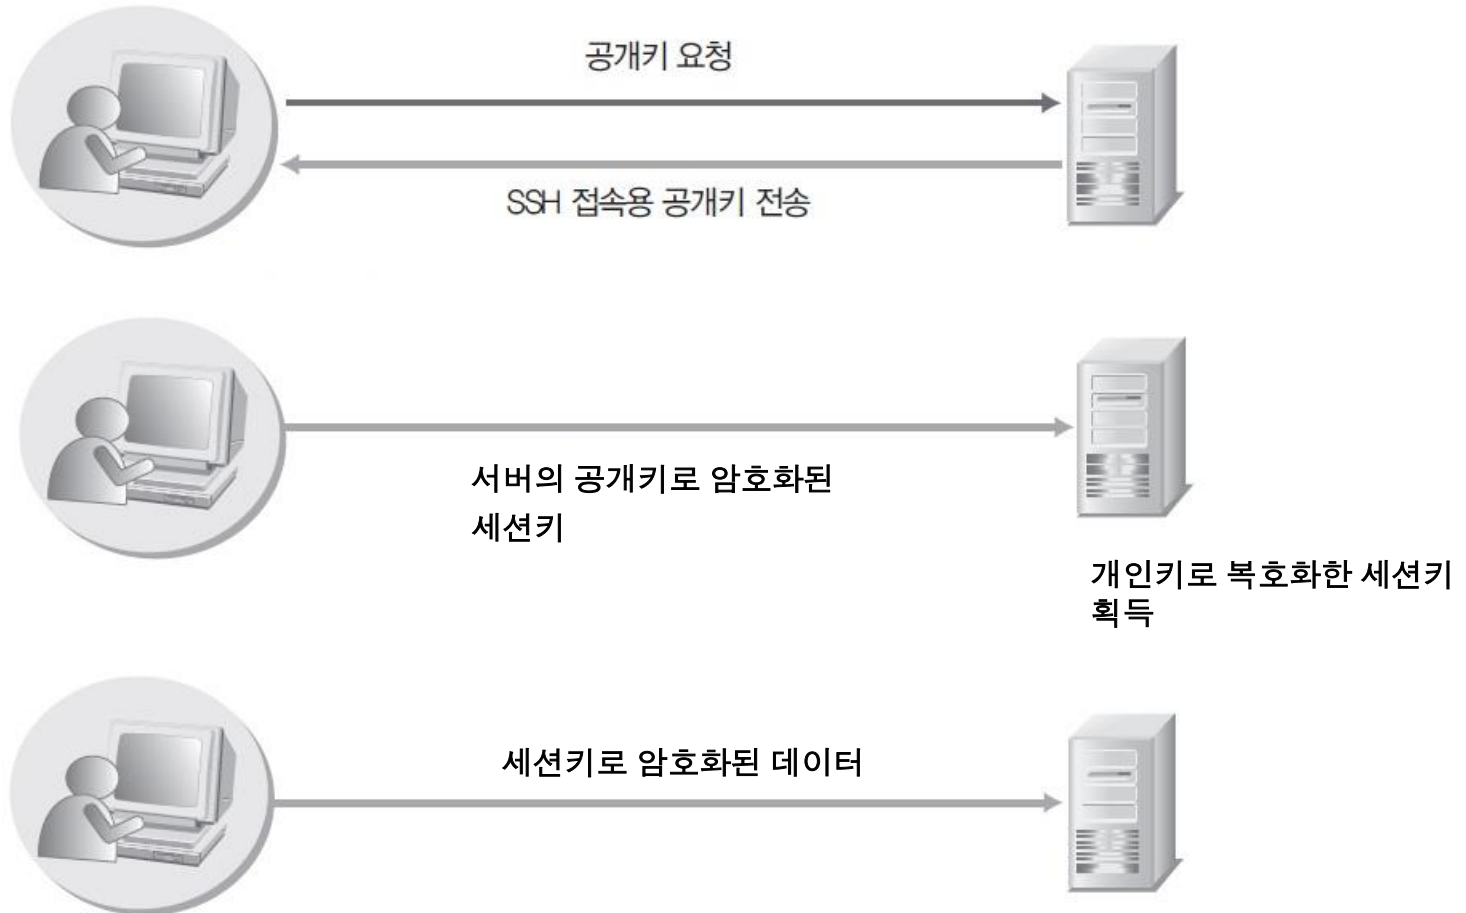 공개키 요청
SSH 접속용 공개키 전송
서버의 공개키로 암호화된
세션키
개인키로 복호화한 세션키
획득
세션키로 암호화된 데이터